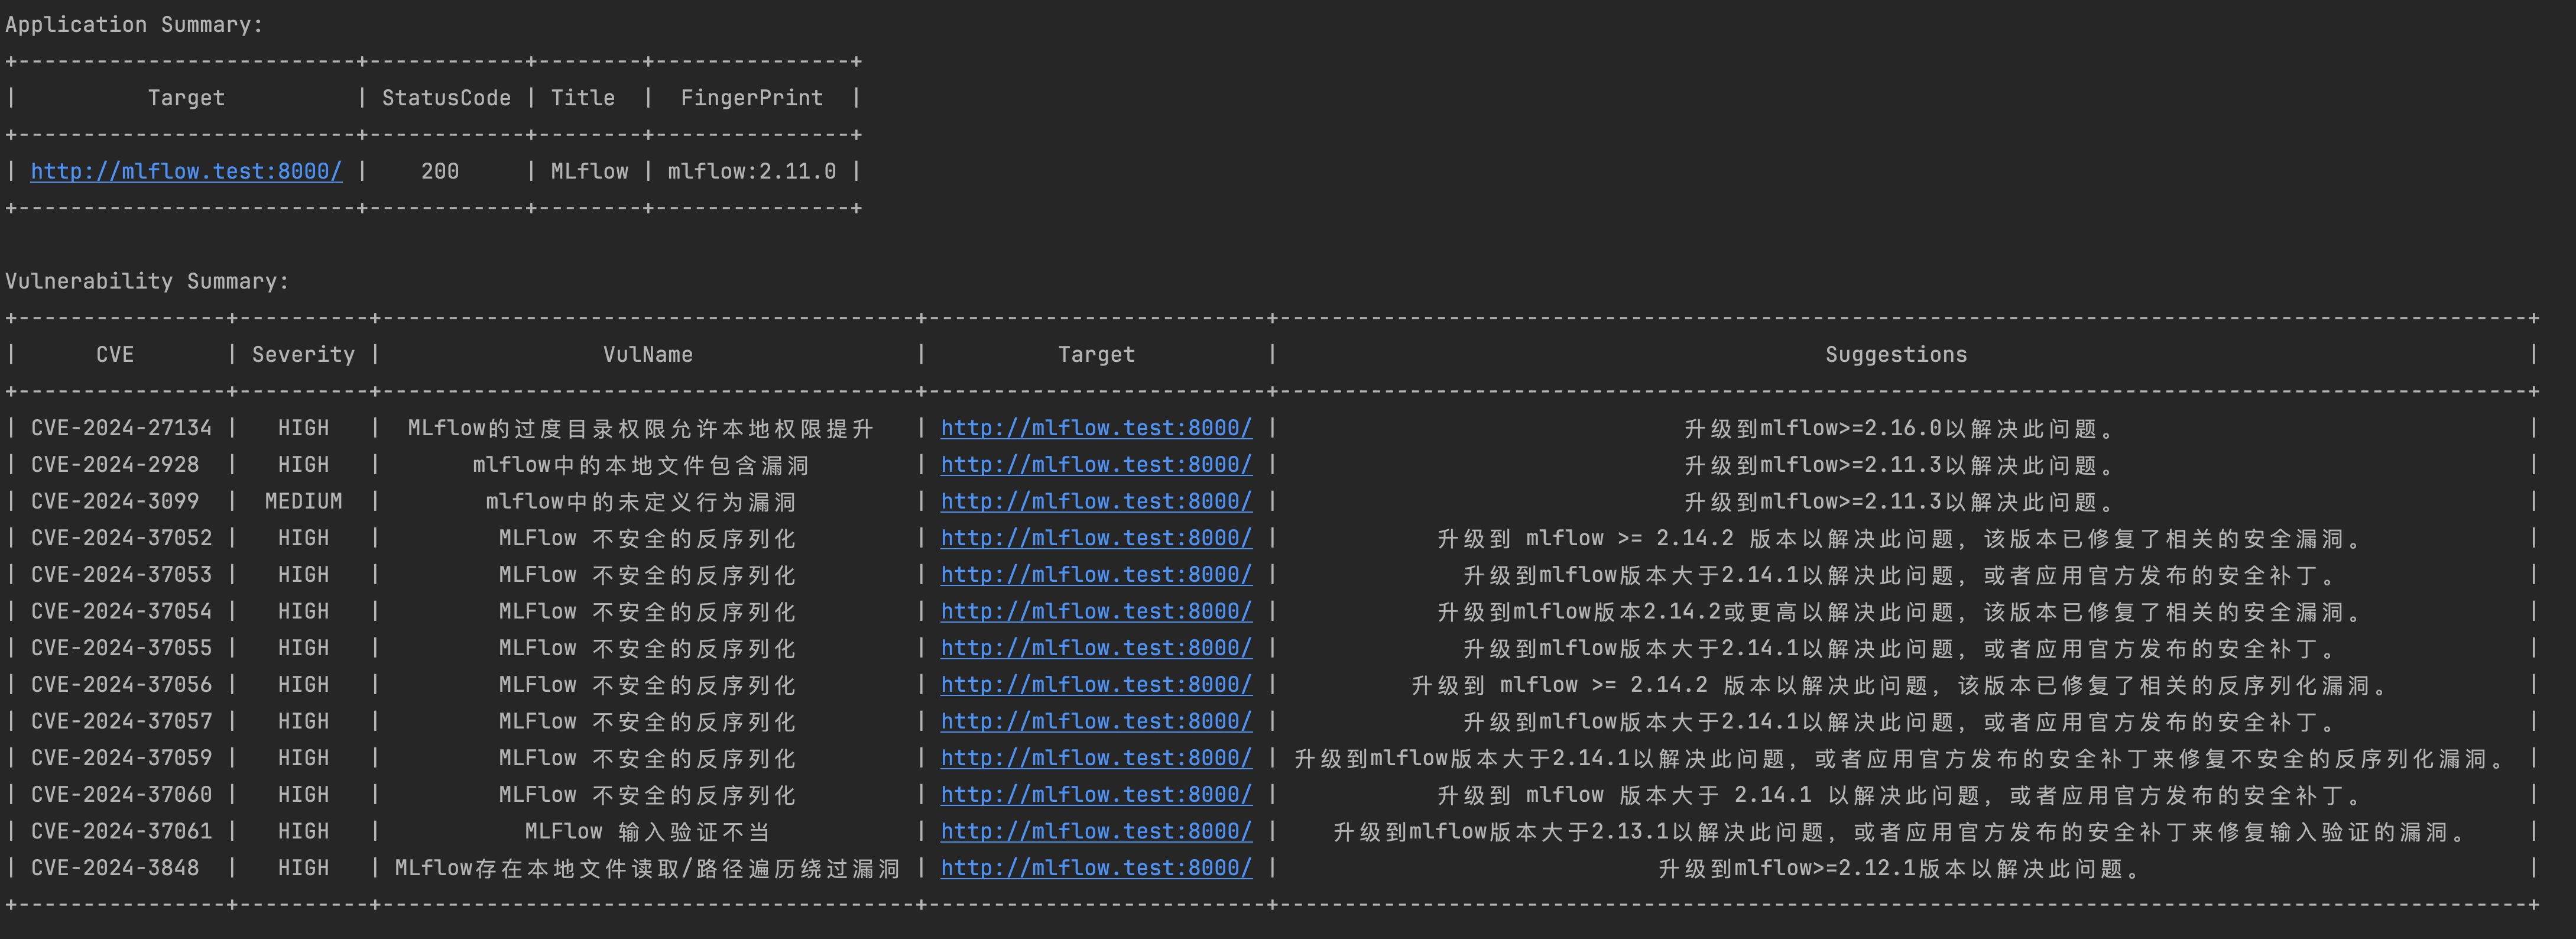 Application Summary:
+--------------------------+------------+--------+---------------+
| Target | StatusCode | Title | FingerPrint |
+--------------------------+------------+--------+---------------+
| http://mlflow.test:8000/ | 200 | MLflow | mlflow:2.11.0 |
+--------------------------+------------+--------+---------------+
Vulnerability Summary:
+----------------+----------+-----------------------------------------+--------------------------+------------------------------------------------------------------------------------------------+
| CVE | Severity | VulName | Target | Suggestions |
+----------------+----------+-----------------------------------------+--------------------------+------------------------------------------------------------------------------------------------+
| CVE-2024-27134 | HIGH | MLflow的过度目录权限允许本地权限提升 | http://mlflow.test:8000/ | 升级到mlflow>=2.16.0以解决此问题。 |
| CVE-2024-2928 | HIGH | mlflow中的本地文件包含漏洞 | http://mlflow.test:8000/ | 升级到mlflow>=2.11.3以解决此问题。 |
| CVE-2024-3099 | MEDIUM | mlflow中的未定义行为漏洞 | http://mlflow.test:8000/ | 升级到mlflow>=2.11.3以解决此问题。 |
| CVE-2024-37052 | HIGH | MLFlow 不安全的反序列化 | http://mlflow.test:8000/ | 升级到 mlflow >= 2.14.2 版本以解决此问题，该版本已修复了相关的安全漏洞。 |
| CVE-2024-37053 | HIGH | MLFlow 不安全的反序列化 | http://mlflow.test:8000/ | 升级到mlflow版本大于2.14.1以解决此问题，或者应用官方发布的安全补丁。 |
| CVE-2024-37054 | HIGH | MLFlow 不安全的反序列化 | http://mlflow.test:8000/ | 升级到mlflow版本2.14.2或更高以解决此问题，该版本已修复了相关的安全漏洞。 |
| CVE-2024-37055 | HIGH | MLFlow 不安全的反序列化 | http://mlflow.test:8000/ | 升级到mlflow版本大于2.14.1以解决此问题，或者应用官方发布的安全补丁。 |
| CVE-2024-37056 | HIGH | MLFlow 不安全的反序列化 | http://mlflow.test:8000/ | 升级到 mlflow >= 2.14.2 版本以解决此问题，该版本已修复了相关的反序列化漏洞。 |
| CVE-2024-37057 | HIGH | MLFlow 不安全的反序列化 | http://mlflow.test:8000/ | 升级到mlflow版本大于2.14.1以解决此问题，或者应用官方发布的安全补丁。 |
| CVE-2024-37059 | HIGH | MLFlow 不安全的反序列化 | http://mlflow.test:8000/ | 升级到mlflow版本大于2.14.1以解决此问题，或者应用官方发布的安全补丁来修复不安全的反序列化漏洞。 |
| CVE-2024-37060 | HIGH | MLFlow 不安全的反序列化 | http://mlflow.test:8000/ | 升级到 mlflow 版本大于 2.14.1 以解决此问题，或者应用官方发布的安全补丁。 |
| CVE-2024-37061 | HIGH | MLFlow 输入验证不当 | http://mlflow.test:8000/ | 升级到mlflow版本大于2.13.1以解决此问题，或者应用官方发布的安全补丁来修复输入验证的漏洞。 |
| CVE-2024-3848 | HIGH | MLflow存在本地文件读取/路径遍历绕过漏洞 | http://mlflow.test:8000/ | 升级到mlflow>=2.12.1版本以解决此问题。 |
+----------------+----------+-----------------------------------------+--------------------------+------------------------------------------------------------------------------------------------+